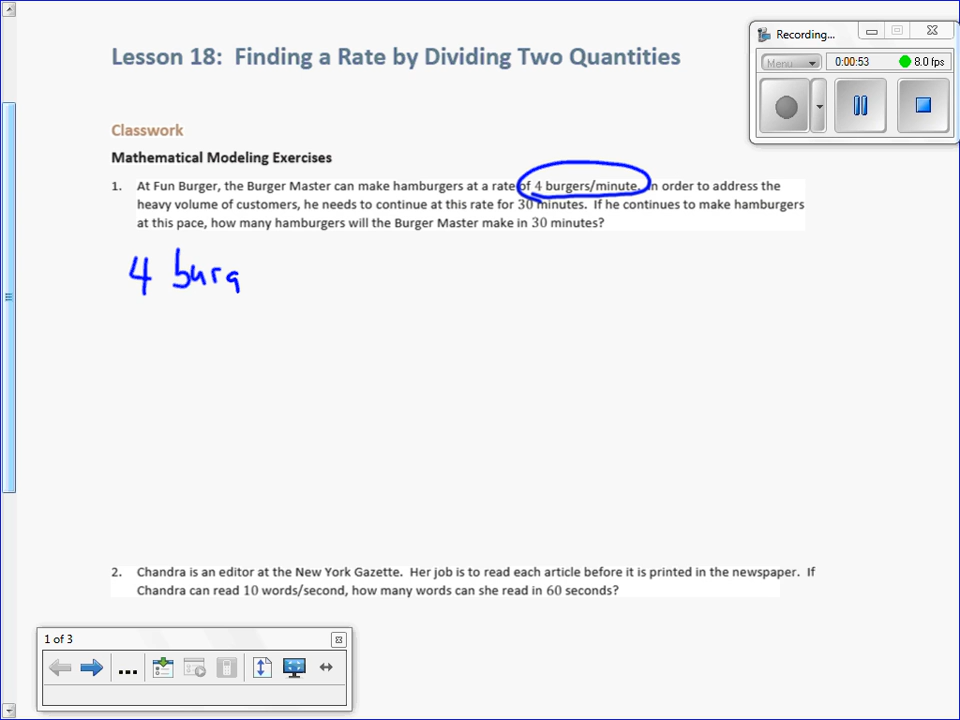 Lesson 18: Finding a Rate by Dividing Two Quantities
Recording...
Menu
0:00:53
8.0 fps
Classwork
Mathematical Modeling Exercises
1. At Fun Burger, the Burger Master can make hamburgers at a rate of 4 burgers/minute. In order to address the
heavy volume of customers, he needs to continue at this rate for 30 minutes. If he continues to make hamburgers
at this pace, how many hamburgers will the Burger Master make in 30 minutes?
4 burg
2. Chandra is an editor at the New York Gazette. Her job is to read each article before it is printed in the newspaper. If
Chandra can read 10 words/second, how many words can she read in 60 seconds?
1 of 3